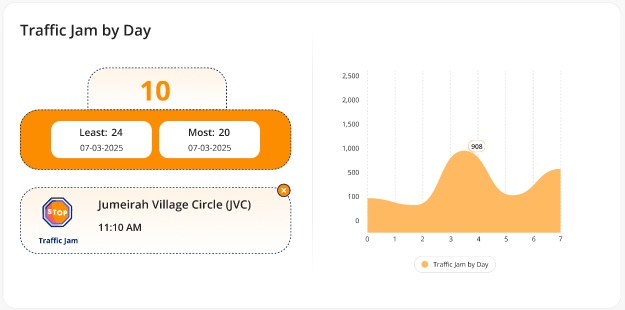 Traffic Jam by Day
10
Least: 24
07-03-2025
Most: 20
07-03-2025
STOP
Traffic Jam
Jumeirah Village Circle (JVC)
11:10 AM
2,500
2,000
1,500
1,000
500
100
0
908
0 1 2 3 4 5 6 7
Traffic Jam by Day